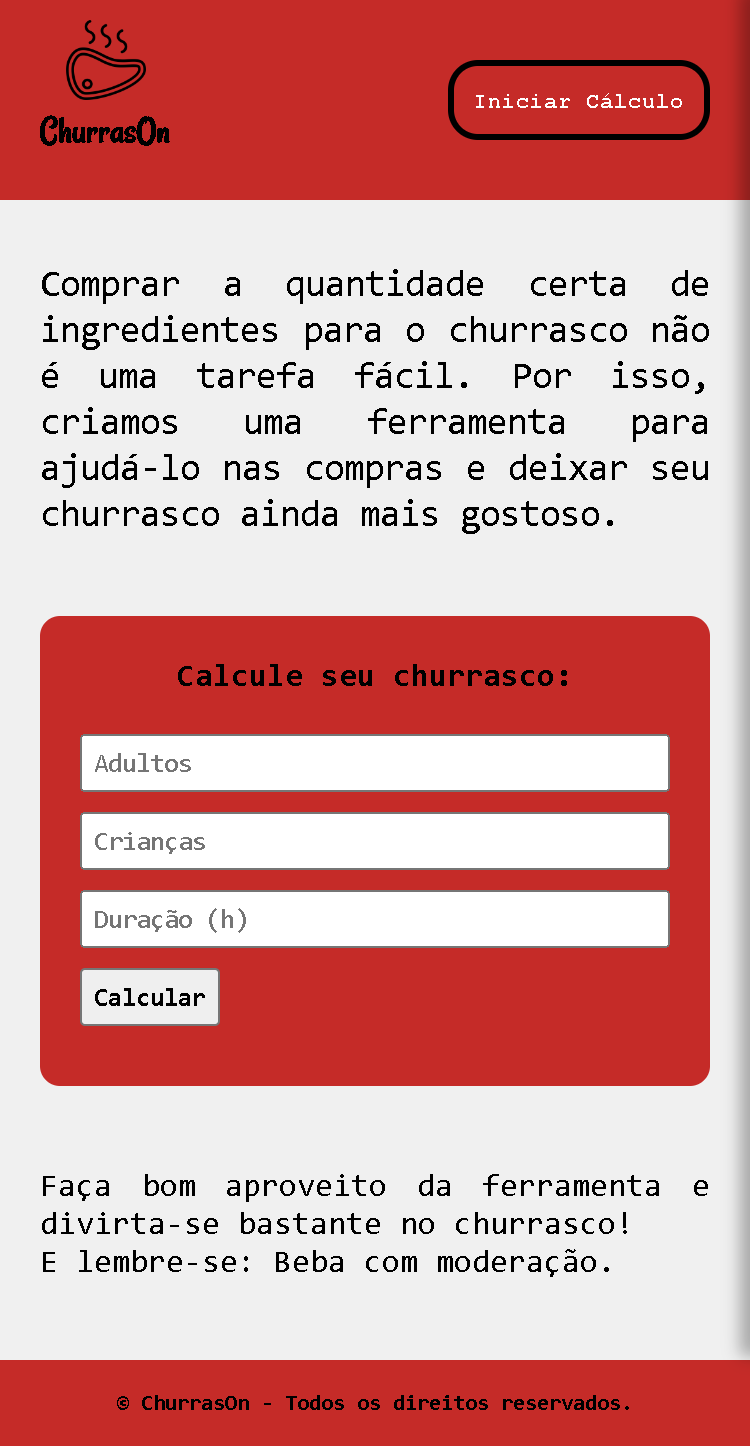 ChurrasOn
Iniciar Cálculo
Comprar a quantidade certa de
ingredientes para o churrasco não
é uma tarefa fácil. Por isso,
criamos uma ferramenta para
ajudá-lo nas compras e deixar seu
churrasco ainda mais gostoso.
Calcule seu churrasco:
Adultos
Crianças
Duração (h)
Calcular
Faça bom aproveito da ferramenta e
divirta-se bastante no churrasco!
E lembre-se: Beba com moderação.
© ChurrasOn - Todos os direitos reservados.